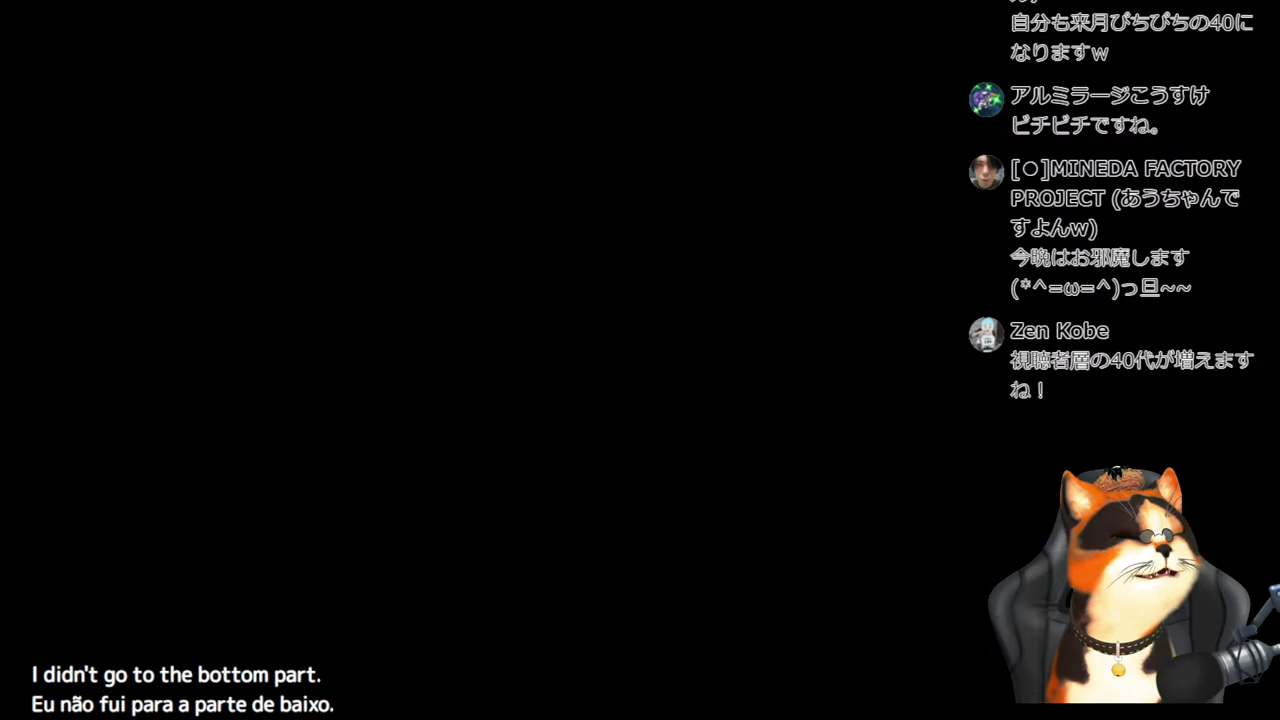 自分も来月ぴちぴちの40に
なりますw
アルミラージこうすけ
ビチビチですね。
[○]MINEDA FACTORY
PROJECT (あうちゃんで
すよんw)
今晩はお邪魔します
(*^=ω=^)っ旦~~
Zen Kobe
視聴者層の40代が増えます
ね！
I didn't go to the bottom part.
Eu não fui para a parte de baixo.